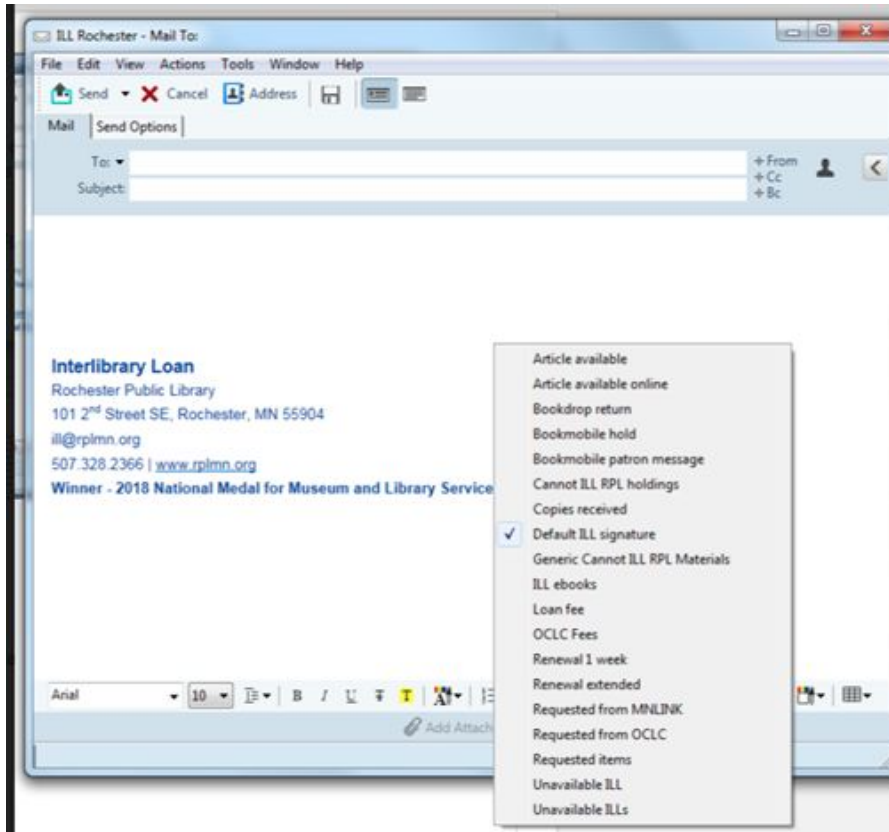 ILL Rochester - Mail To:
File Edit View Actions Tools Window Help
Send Cancel Address
Mail Send Options
To:
+ From
+ Cc
Subject:
+ Bc
Interlibrary Loan
Rochester Public Library
101 2nd Street SE, Rochester, MN 55904
ill@rplmn.org
507.328.2366 | www.rplmn.org
Winner - 2018 National Medal for Museum and Library Service
Article available
Article available online
Bookdrop return
Bookmobile hold
Bookmobile patron message
Cannot ILL RPL holdings
Copies received
Default ILL signature
Generic Cannot ILL RPL Materials
ILL ebooks
Loan fee
OCLC Fees
Renewal 1 week
Renewal extended
Requested from MNLINK
Requested from OCLC
Requested items
Unavailable ILL
Unavailable ILLs
Arial 10 B I U T T A
Add Attach